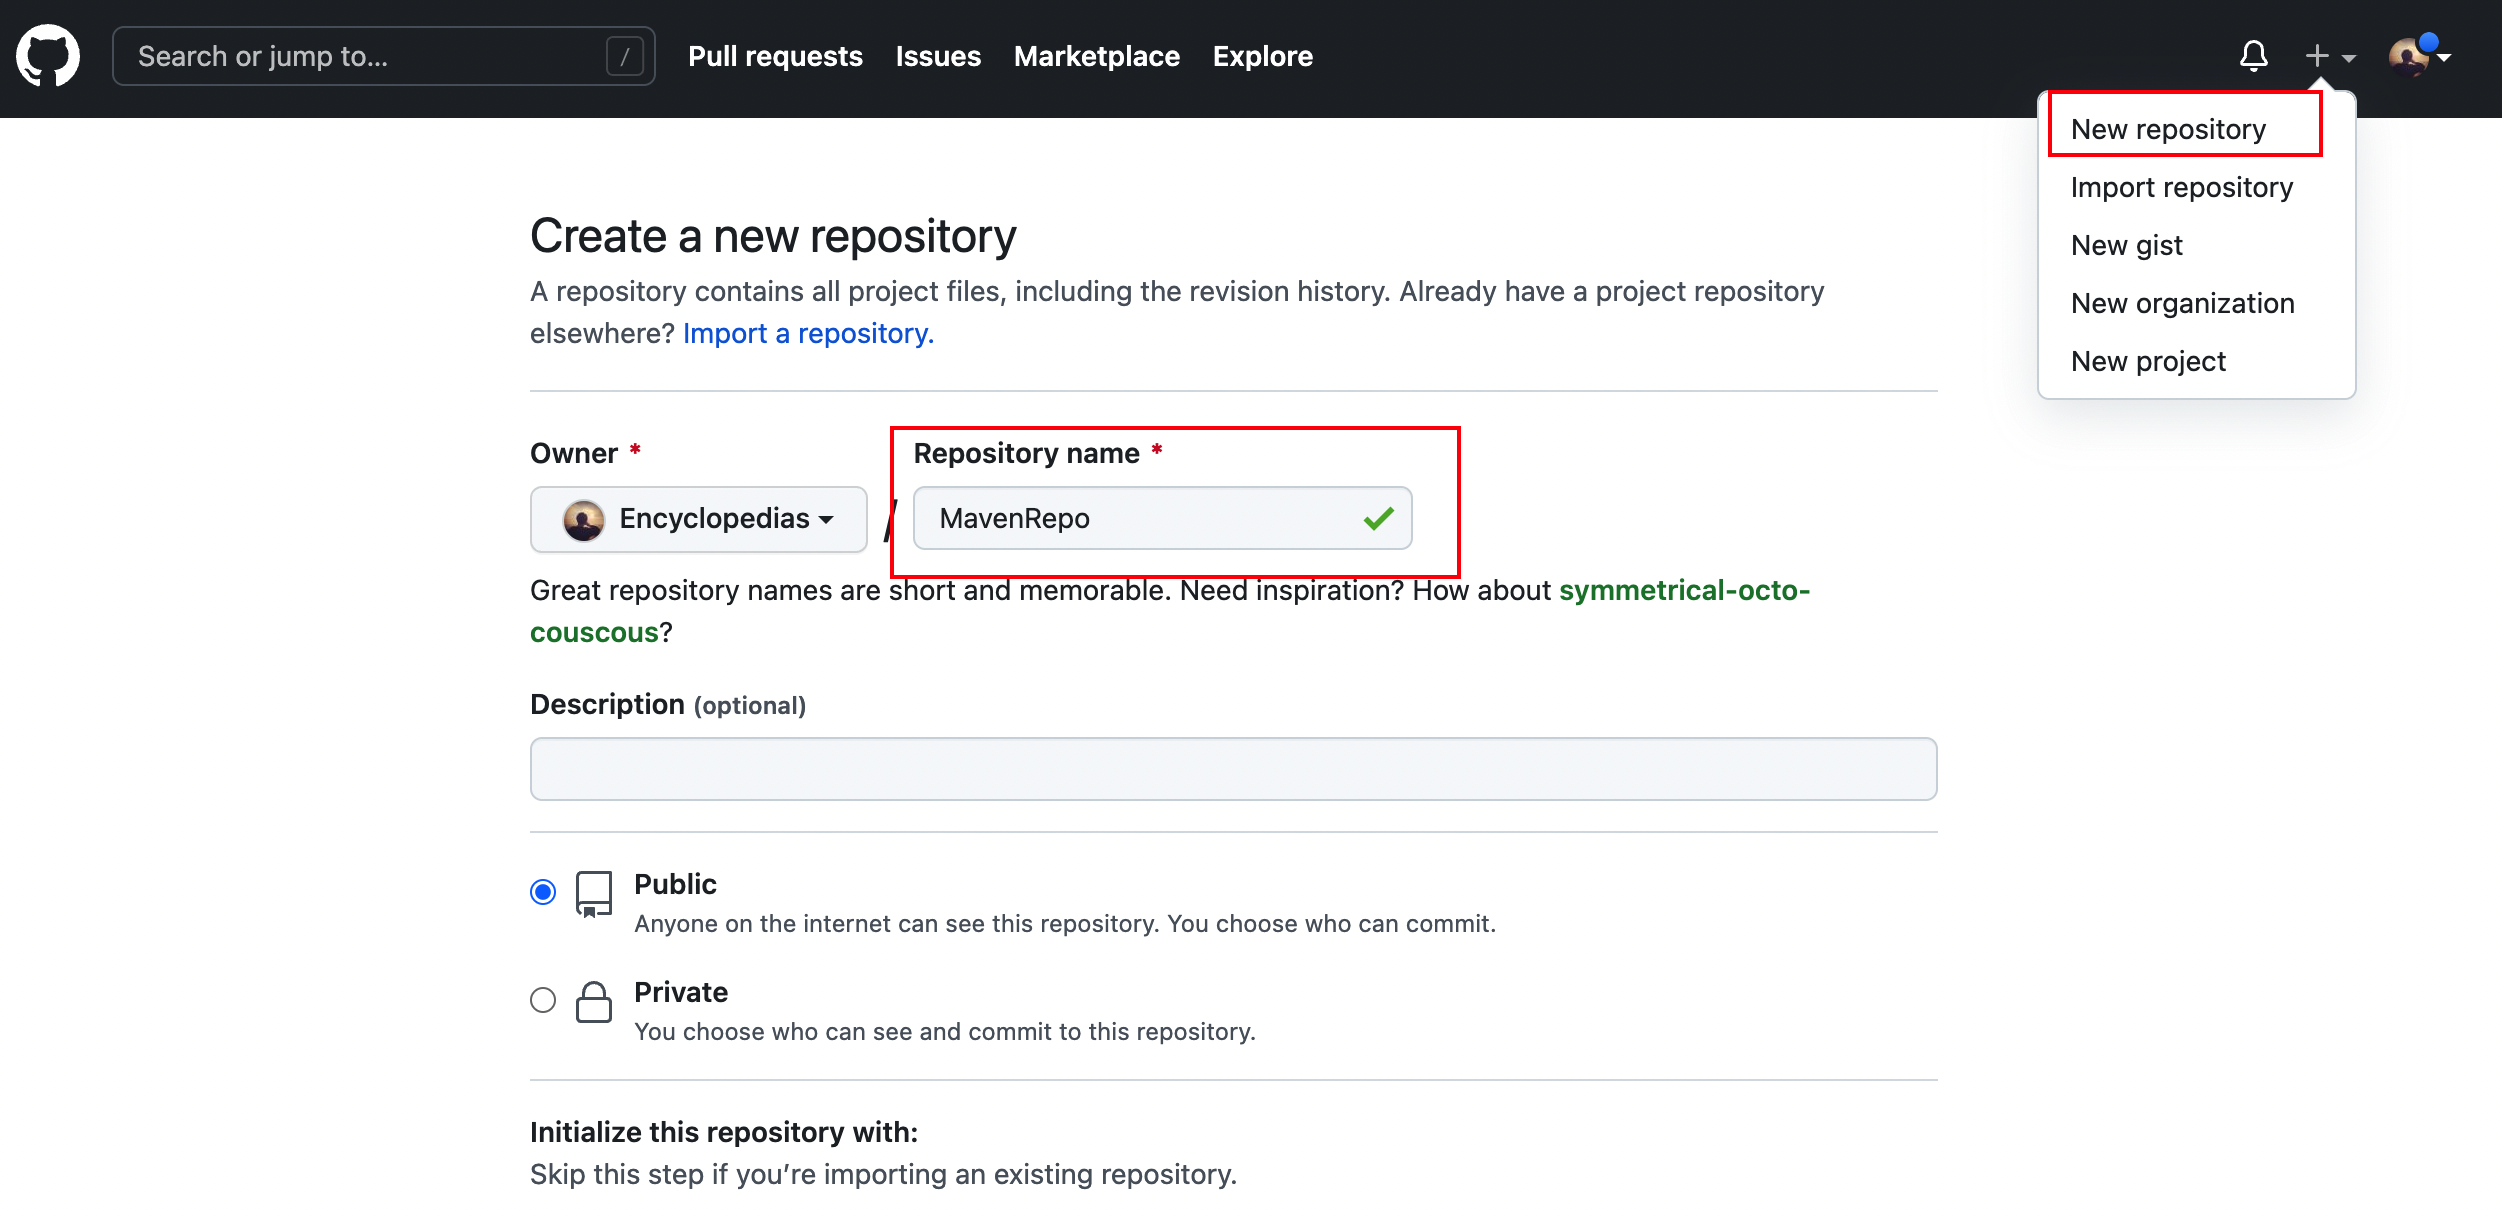 Search or jump to... /
Pull requests Issues Marketplace Explore
New repository
Import repository
New gist
New organization
New project
Create a new repository
A repository contains all project files, including the revision history. Already have a project repository
elsewhere? Import a repository.
Owner * Repository name *
Encyclopedias / MavenRepo
Great repository names are short and memorable. Need inspiration? How about symmetrical-octo-
couscous?
Description (optional)
Public
Anyone on the internet can see this repository. You choose who can commit.
Private
You choose who can see and commit to this repository.
Initialize this repository with:
Skip this step if you’re importing an existing repository.